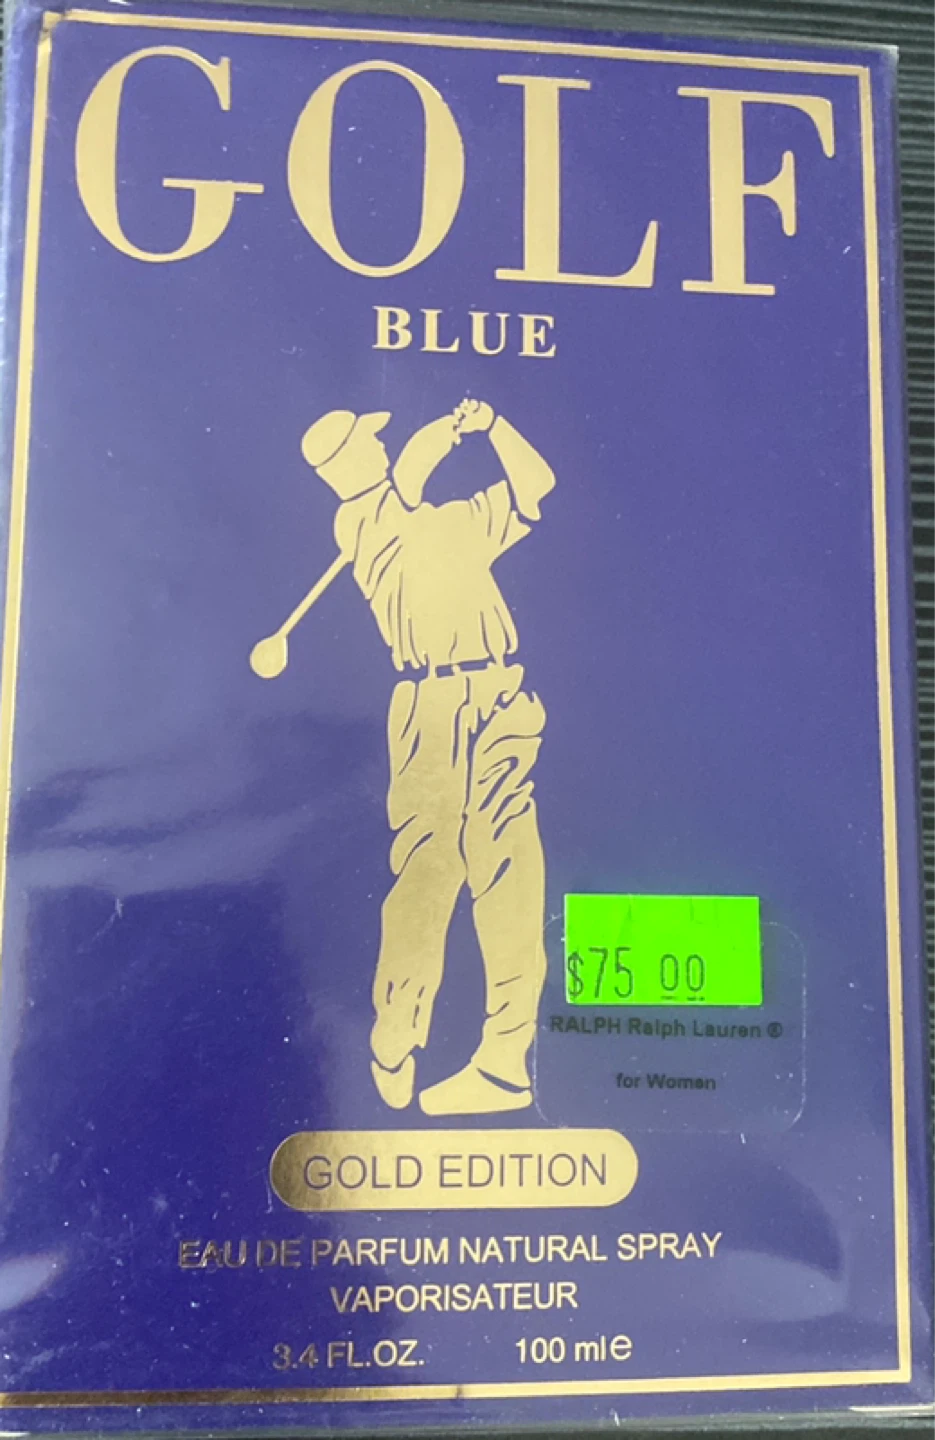 GOLF
BLUE
$75 00
RALPH Ralph Lauren ®
for Women
GOLD EDITION
EAU DE PARFUM NATURAL SPRAY
VAPORISATEUR
3.4 FL.OZ. 100 ml e